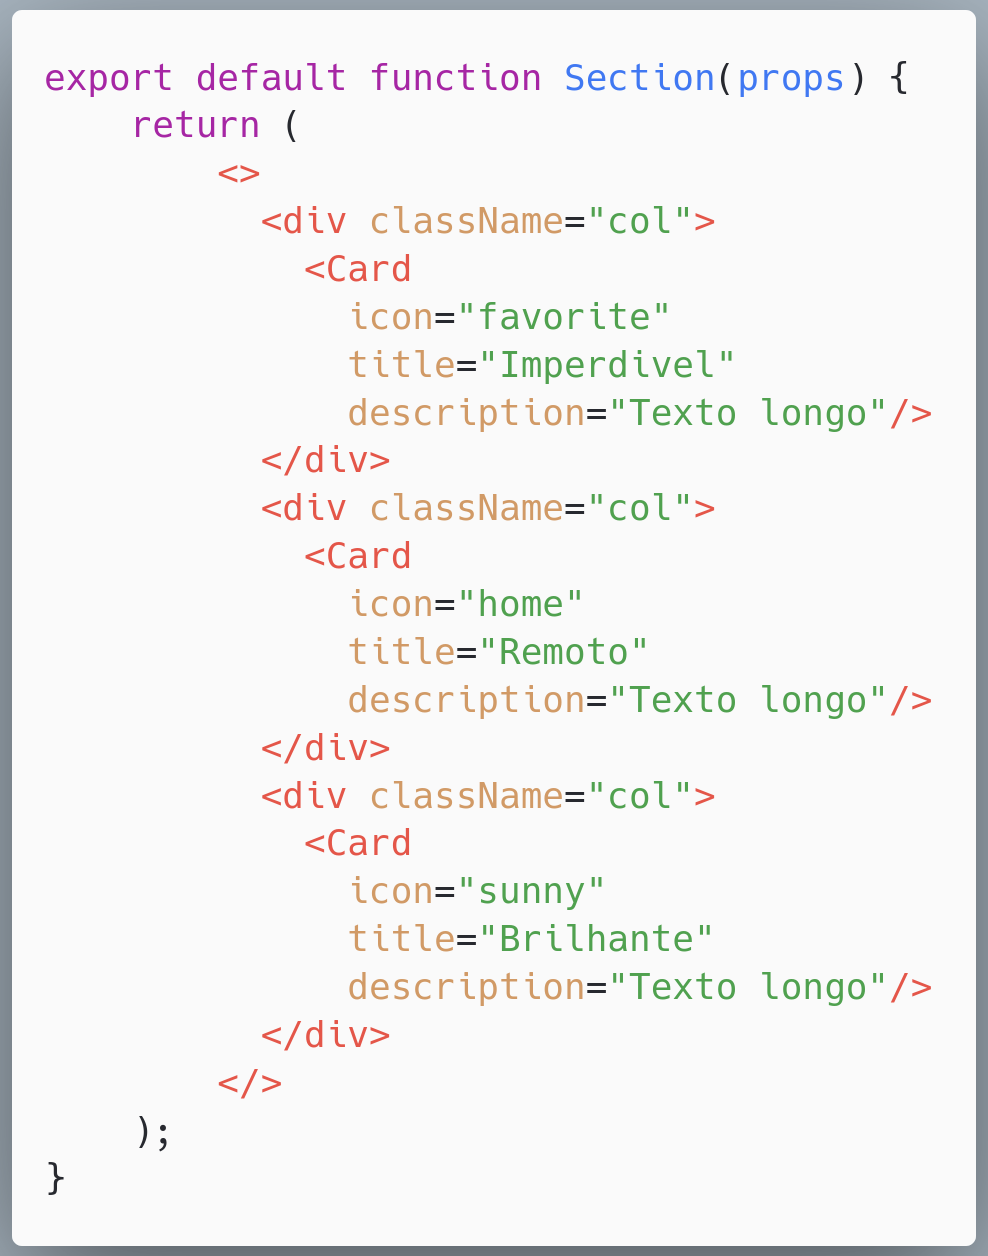 export default function Section(props) {
    return (
        <>
          <div className="col">
            <Card
              icon="favorite"
              title="Imperdivel"
              description="Texto longo"/>
          </div>
          <div className="col">
            <Card
              icon="home"
              title="Remoto"
              description="Texto longo"/>
          </div>
          <div className="col">
            <Card
              icon="sunny"
              title="Brilhante"
              description="Texto longo"/>
          </div>
        </>
    );
}